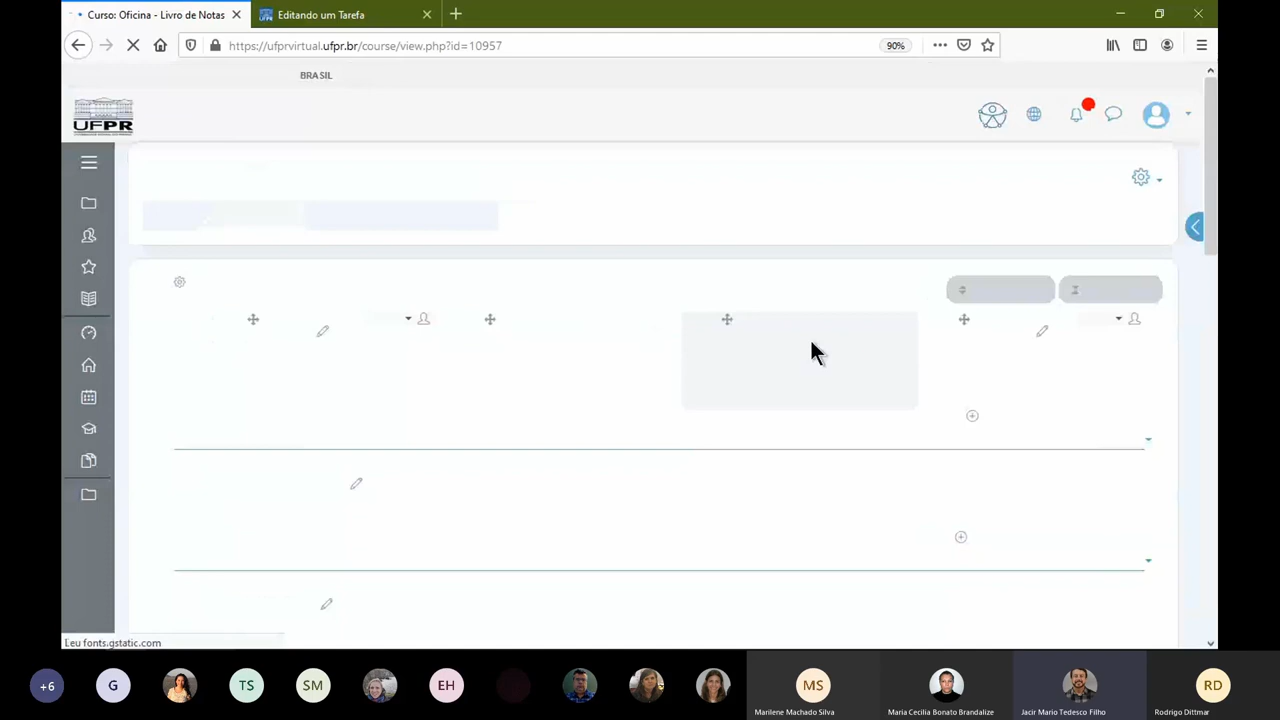 Curso: Oficina - Livro de Notas
Editando um Tarefa
https://ufprvirtual.ufpr.br/course/view.php?id=10957
90%
BRASIL
UFPR
Leu fonts.gstatic.com
+6
G
TS
SM
EH
MS
RD
Marilene Machado Silva
Maria Cecilia Bonato Brandalize
Jacir Mario Tedesco Filho
Rodrigo Dittmar